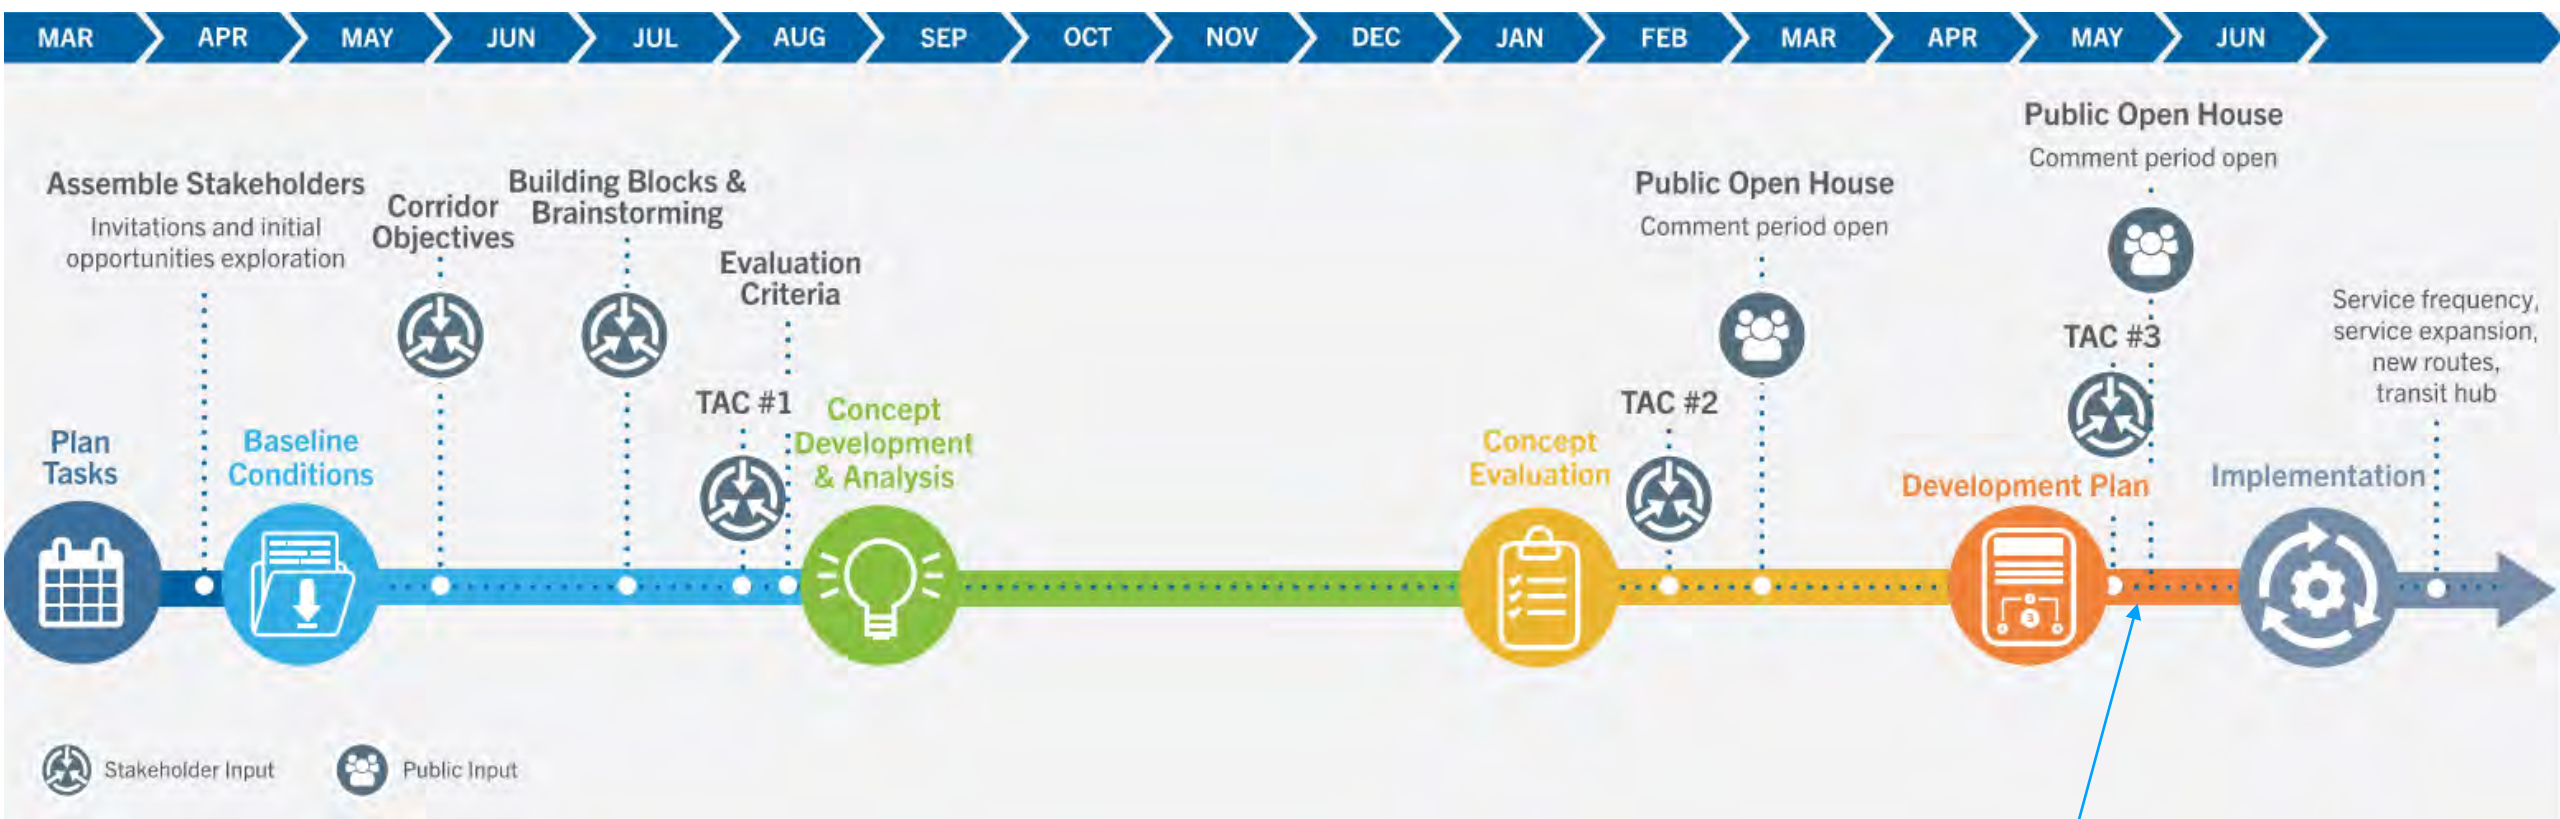 MAR APR MAY JUN JUL AUG SEP OCT NOV DEC JAN FEB MAR APR MAY JUN
Assemble Stakeholders
Invitations and initial
opportunities exploration
Corridor
Objectives
Building Blocks &
Brainstorming
Evaluation
Criteria
TAC #1
Plan
Tasks
Baseline
Conditions
Concept
Development
& Analysis
Concept
Evaluation
TAC #2
Public Open House
Comment period open
Public Open House
Comment period open
TAC #3
Development Plan
3
Implementation
Service frequency,
service expansion,
new routes,
transit hub
Stakeholder Input
Public Input